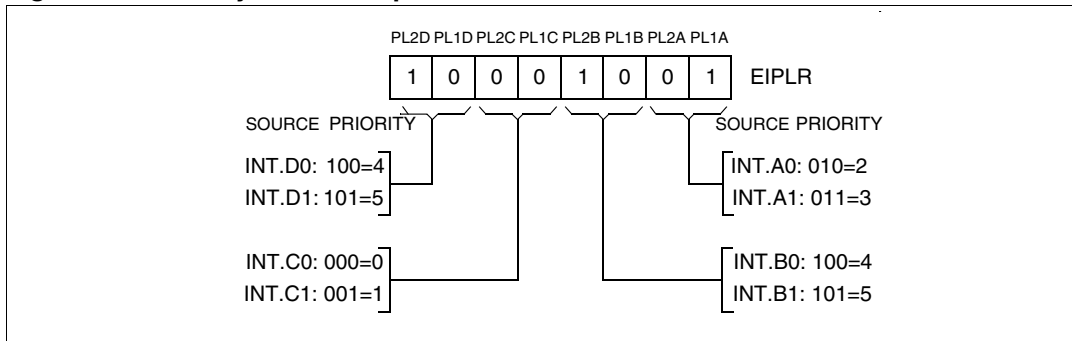 PL2D PL1D PL2C PL1C PL2B PL1B PL2A PL1A
1 0 0 0 1 0 0 1 EIPLR
SOURCE PRIORITY SOURCE PRIORITY
INT.D0: 100=4 INT.A0: 010=2
INT.D1: 101=5 INT.A1: 011=3
INT.C0: 000=0 INT.B0: 100=4
INT.C1: 001=1 INT.B1: 101=5